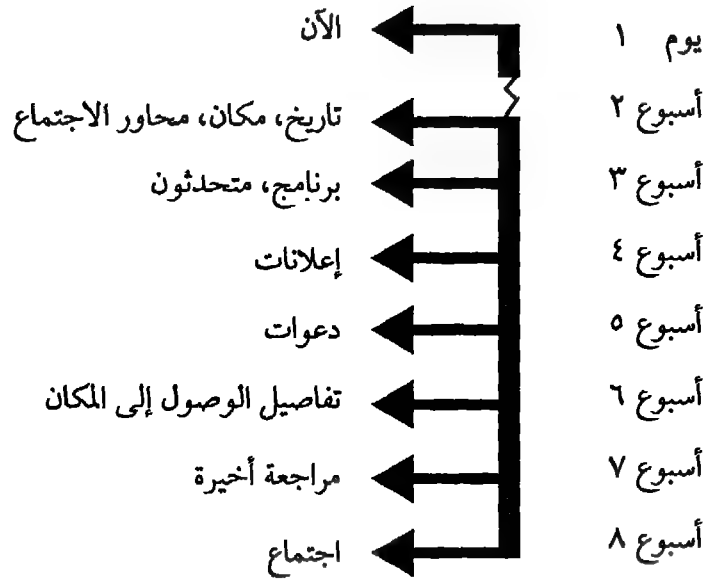 يوم ١ الآن
أسبوع ٢ تاريخ، مكان، محاور الاجتماع
أسبوع ٣ برنامج، متحدثون
أسبوع ٤ إعلانات
أسبوع ٥ دعوات
أسبوع ٦ تفاصيل الوصول إلى المكان
أسبوع ٧ مراجعة أخيرة
أسبوع ٨ اجتماع